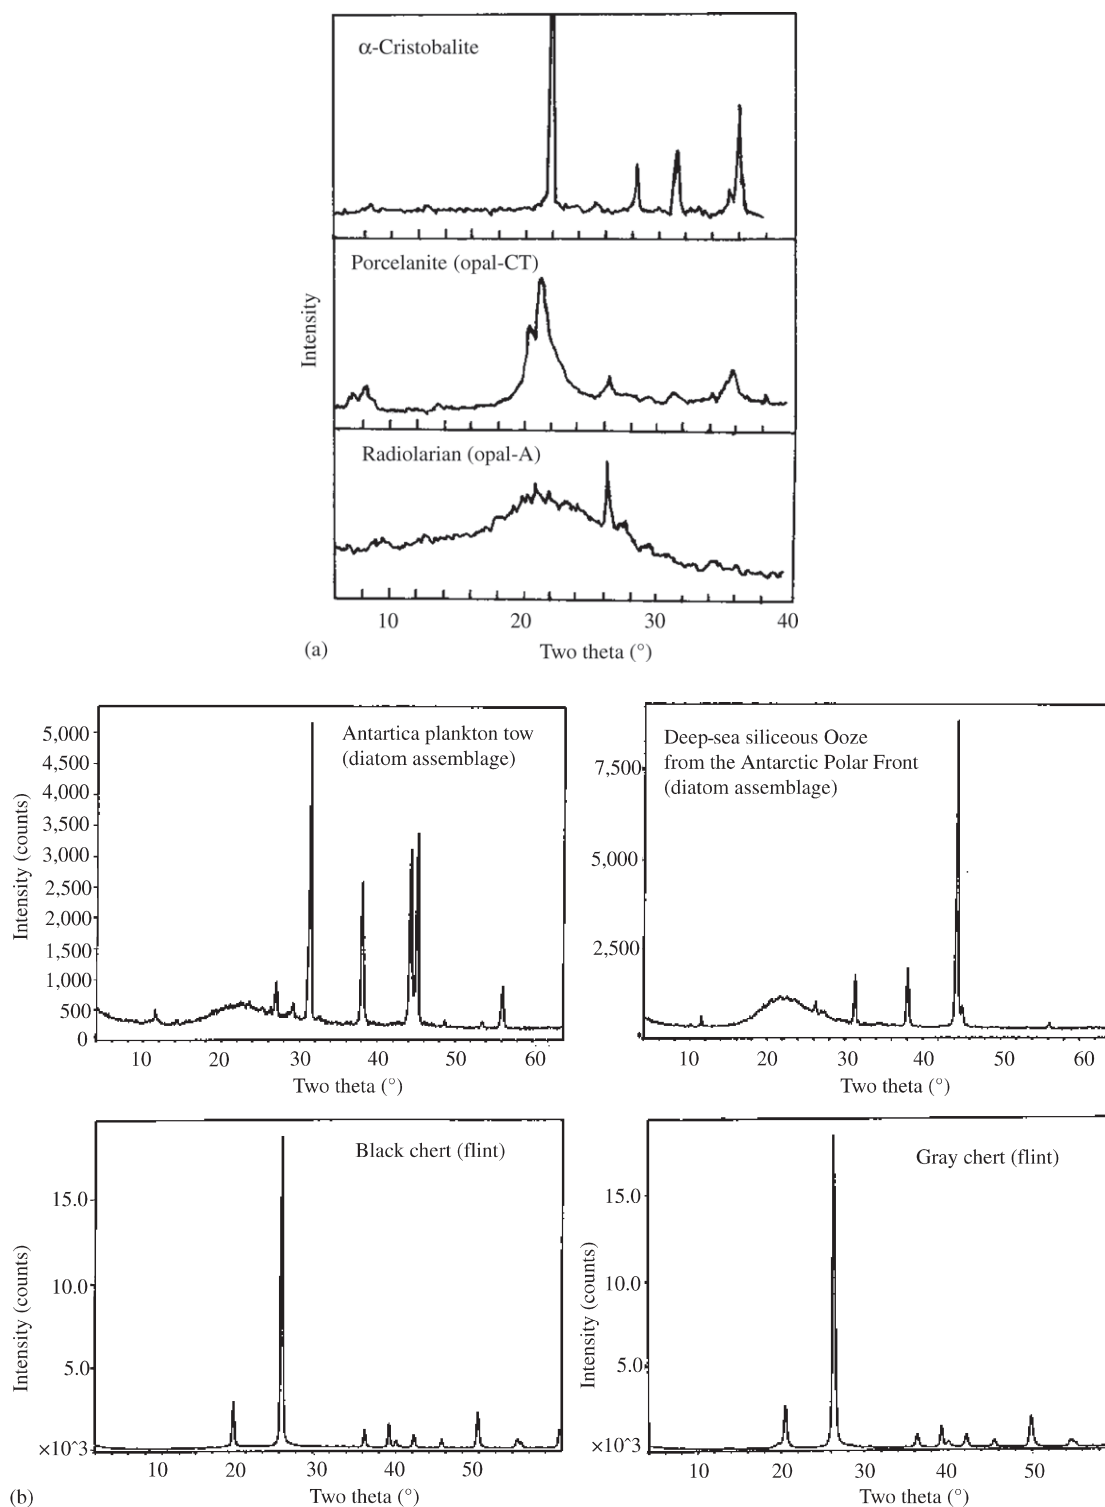 α-Cristobalite
Porcelanite (opal-CT)
Intensity
Radiolarian (opal-A)
10 20 30 40
(a)
Two theta (°)
Antartica plankton tow
(diatom assemblage)
Intensity (counts)
5,000
4,500
4,000
3,500
3,000
2,500
2,000
1,500
1,000
500
0
10 20 30 40 50 60
Two theta (°)
Deep-sea siliceous Ooze
from the Antarctic Polar Front
(diatom assemblage)
7,500
5,000
2,500
10 20 30 40 50 60
Two theta (°)
Black chert (flint)
Intensity (counts)
15.0
10.0
5.0
×10^3
10 20 30 40 50
Two theta (°)
Gray chert (flint)
Intensity (counts)
15.0
10.0
5.0
×10^3
10 20 30 40 50
Two theta (°)
(b)